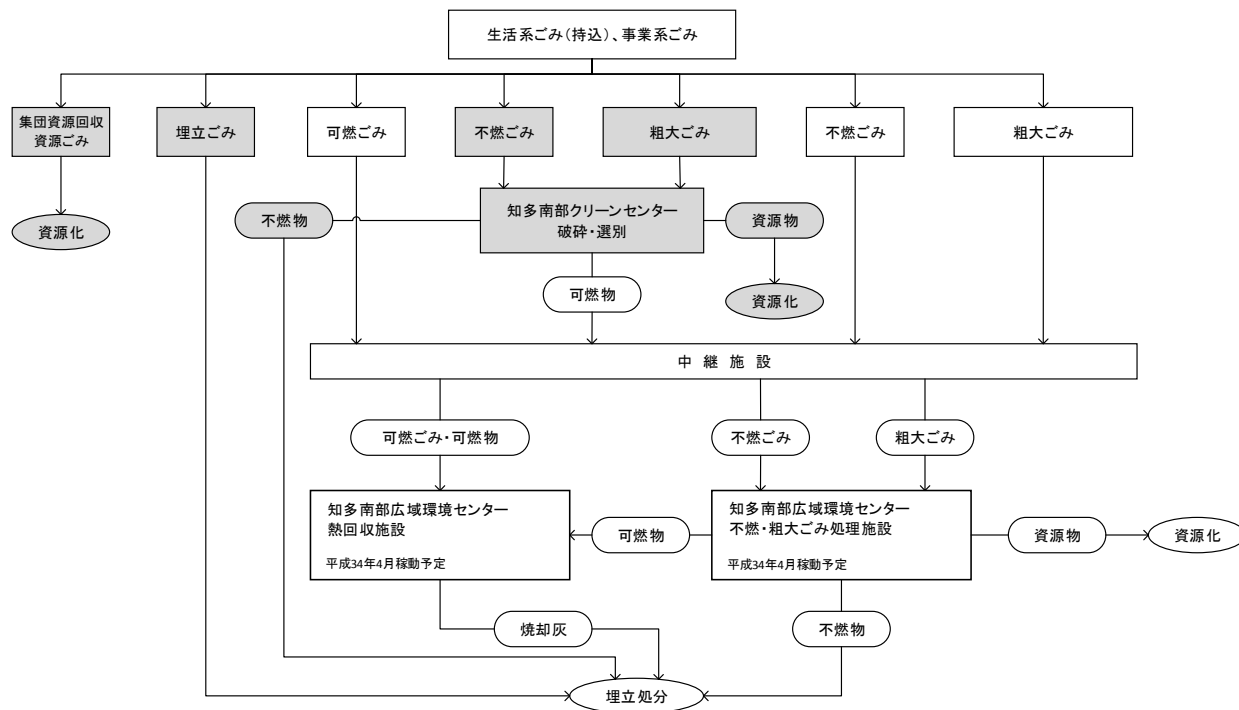 生活系ごみ(持込)、事業系ごみ
集団資源回収
資源ごみ
埋立ごみ
可燃ごみ
不燃ごみ
粗大ごみ
不燃ごみ
粗大ごみ
資源化
不燃物
知多南部クリーンセンター
破砕・選別
資源物
可燃物
資源化
中継施設
可燃ごみ・可燃物
不燃ごみ
粗大ごみ
知多南部広域環境センター
熱回収施設
平成34年4月稼動予定
可燃物
知多南部広域環境センター
不燃・粗大ごみ処理施設
平成34年4月稼動予定
資源物
資源化
焼却灰
不燃物
埋立処分